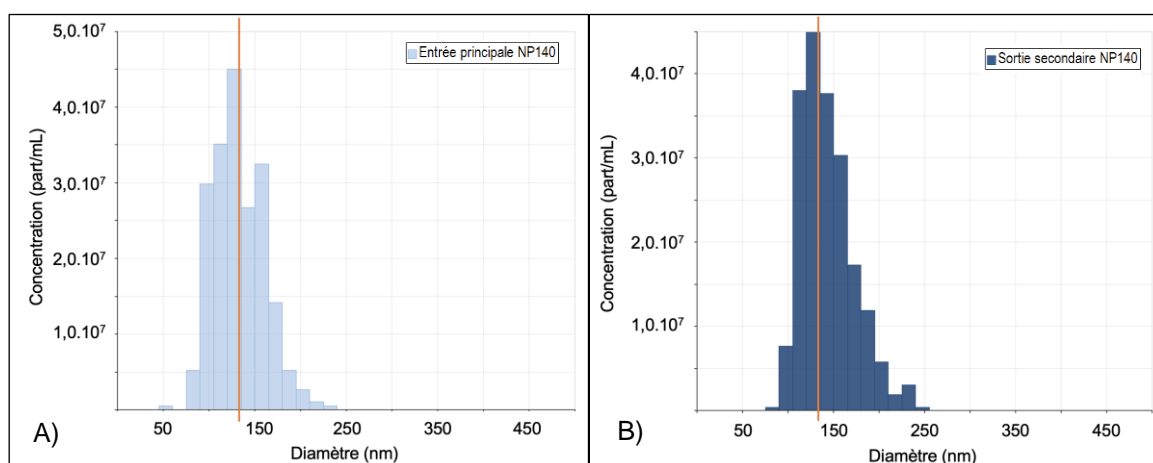 5,0.10⁷
4,0.10⁷
3,0.10⁷
2,0.10⁷
1,0.10⁷
Concentration (part/mL)
Entrée principale NP140
50
150
250
350
450
Diamètre (nm)
A)
4,0.10⁷
3,0.10⁷
2,0.10⁷
1,0.10⁷
Concentration (part/mL)
Sortie secondaire NP140
50
150
250
350
450
Diamètre (nm)
B)